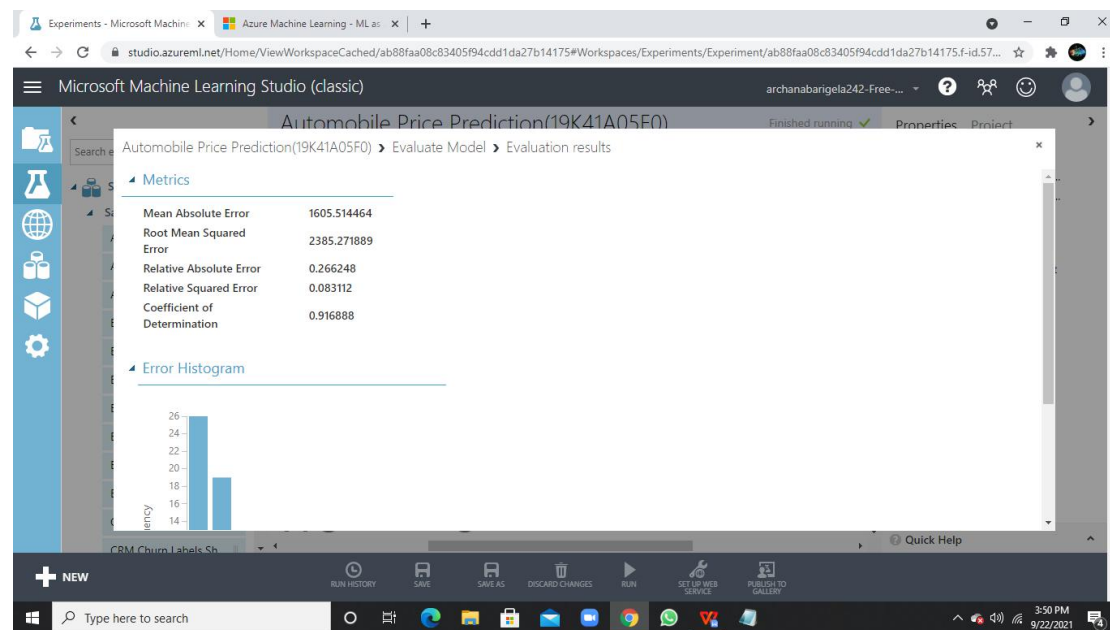 Experiments - Microsoft Machine
Azure Machine Learning - ML as
studio.azureml.net/Home/ViewWorkspaceCached/ab88faa08c83405f94cdd1da27b14175#Workspaces/Experiments/Experiment/ab88faa08c83405f94cdd1da27b14175.f-id.57...
Microsoft Machine Learning Studio (classic)
archanabarigela242-Free-...
Automobile Price Prediction(19K41A05F0)
Finished running
Properties Project
Search e
Automobile Price Prediction(19K41A05F0) > Evaluate Model > Evaluation results
Metrics
Mean Absolute Error 1605.514464
Root Mean Squared Error 2385.271889
Relative Absolute Error 0.266248
Relative Squared Error 0.083112
Coefficient of Determination 0.916888
Error Histogram
26
24
22
20
18
16
14
CRM Churn Labels Sh
Quick Help
NEW
RUN HISTORY
SAVE
SAVE AS
DISCARD CHANGES
RUN
SET UP WEB SERVICE
PUBLISH TO GALLERY
Type here to search
3:50 PM
9/22/2021
4